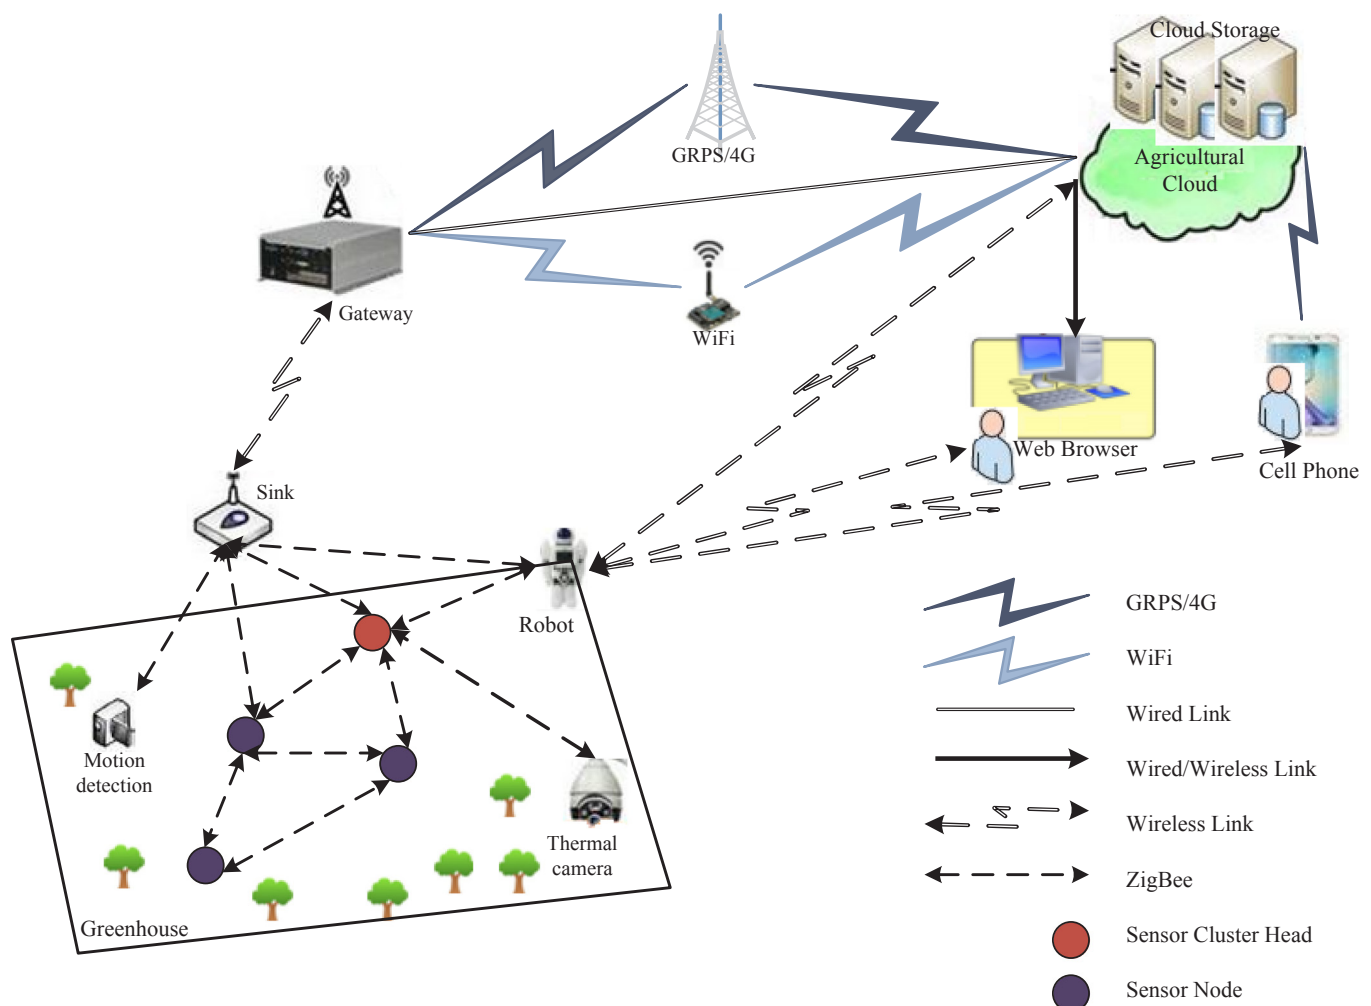 Cloud Storage
GRPS/4G
Agricultural
Cloud
Gateway
WiFi
Web Browser
Cell Phone
Sink
Robot
GRPS/4G
WiFi
Wired Link
Wired/Wireless Link
Wireless Link
ZigBee
Sensor Cluster Head
Sensor Node
Motion
detection
Thermal
camera
Greenhouse